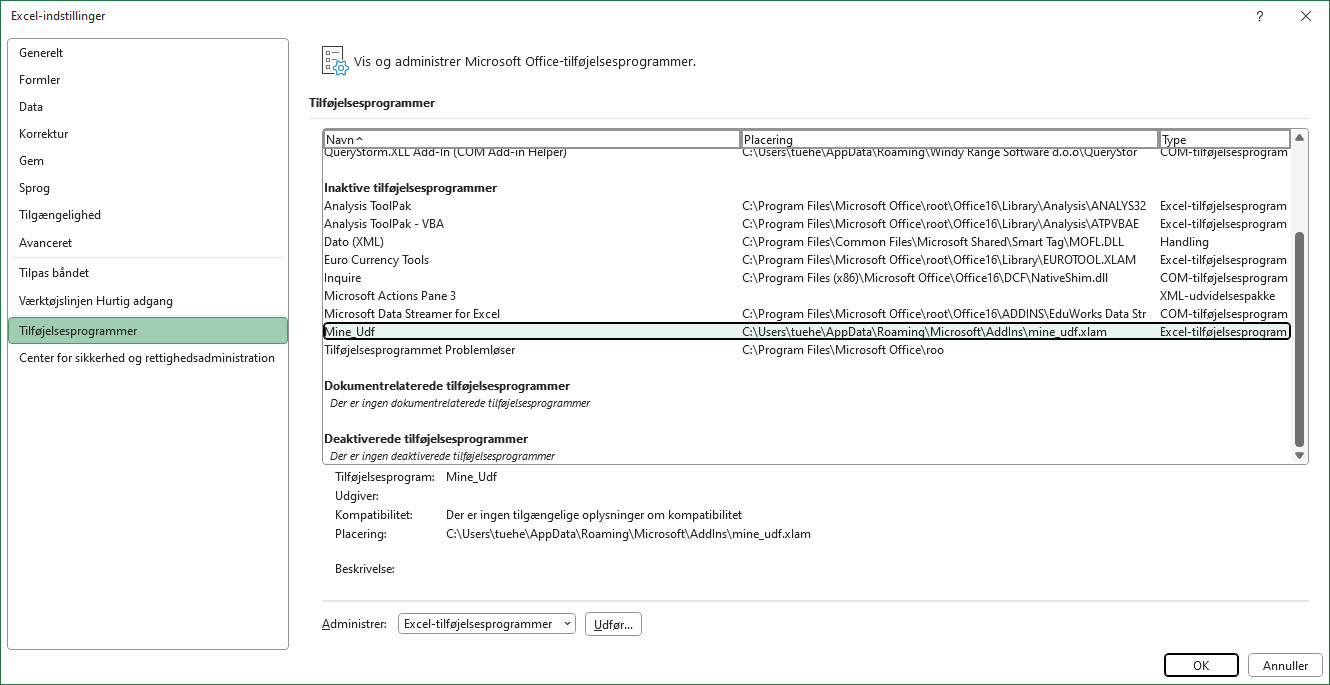 Excel-indstillinger
?
Generelt
Formler
Data
Korrektur
Gem
Sprog
Tilgængelighed
Avanceret
Tilpas båndet
Værktøjslinjen Hurtig adgang
Tilføjelsesprogrammer
Center for sikkerhed og rettighedsadministration
Vis og administrer Microsoft Office-tilføjelsesprogrammer.
Tilføjelsesprogrammer
Navn Placering Type
QueryStorm.XLL Add-In (COM Add-in Helper) C:\Users\tuehe\AppData\Roaming\Windy Range Software d.o.o\QueryStor COM-tilføjelsesprogram
Inaktive tilføjelsesprogrammer
Analysis ToolPak C:\Program Files\Microsoft Office\root\Office16\Library\Analysis\ANALYS32 Excel-tilføjelsesprogram
Analysis ToolPak - VBA C:\Program Files\Microsoft Office\root\Office16\Library\Analysis\ATPVBAE Excel-tilføjelsesprogram
Dato (XML) C:\Program Files\Common Files\Microsoft Shared\Smart Tag\MOFL.DLL Handling
Euro Currency Tools C:\Program Files\Microsoft Office\root\Office16\Library\EUROTOOL.XLAM Excel-tilføjelsesprogram
Inquire C:\Program Files (x86)\Microsoft Office\Office16\DCF\NativeShim.dll COM-tilføjelsesprogram
Microsoft Actions Pane 3 XML-udvidelsespakke
Microsoft Data Streamer for Excel C:\Program Files\Microsoft Office\root\Office16\ADDINS\EduWorks Data Str COM-tilføjelsesprogram
Mine_Udf C:\Users\tuehe\AppData\Roaming\Microsoft\AddIns\mine_udf.xlam Excel-tilføjelsesprogram
Tilføjelsesprogrammet Problemløser C:\Program Files\Microsoft Office\roo
Dokumentrelaterede tilføjelsesprogrammer
Der er ingen dokumentrelaterede tilføjelsesprogrammer
Deaktiverede tilføjelsesprogrammer
Der er ingen deaktiverede tilføjelsesprogrammer
Tilføjelsesprogram: Mine_Udf
Udgiver:
Kompatibilitet: Der er ingen tilgængelige oplysninger om kompatibilitet
Placering: C:\Users\tuehe\AppData\Roaming\Microsoft\AddIns\mine_udf.xlam
Beskrivelse:
Administrer: Excel-tilføjelsesprogrammer Udfør...
OK Annuller